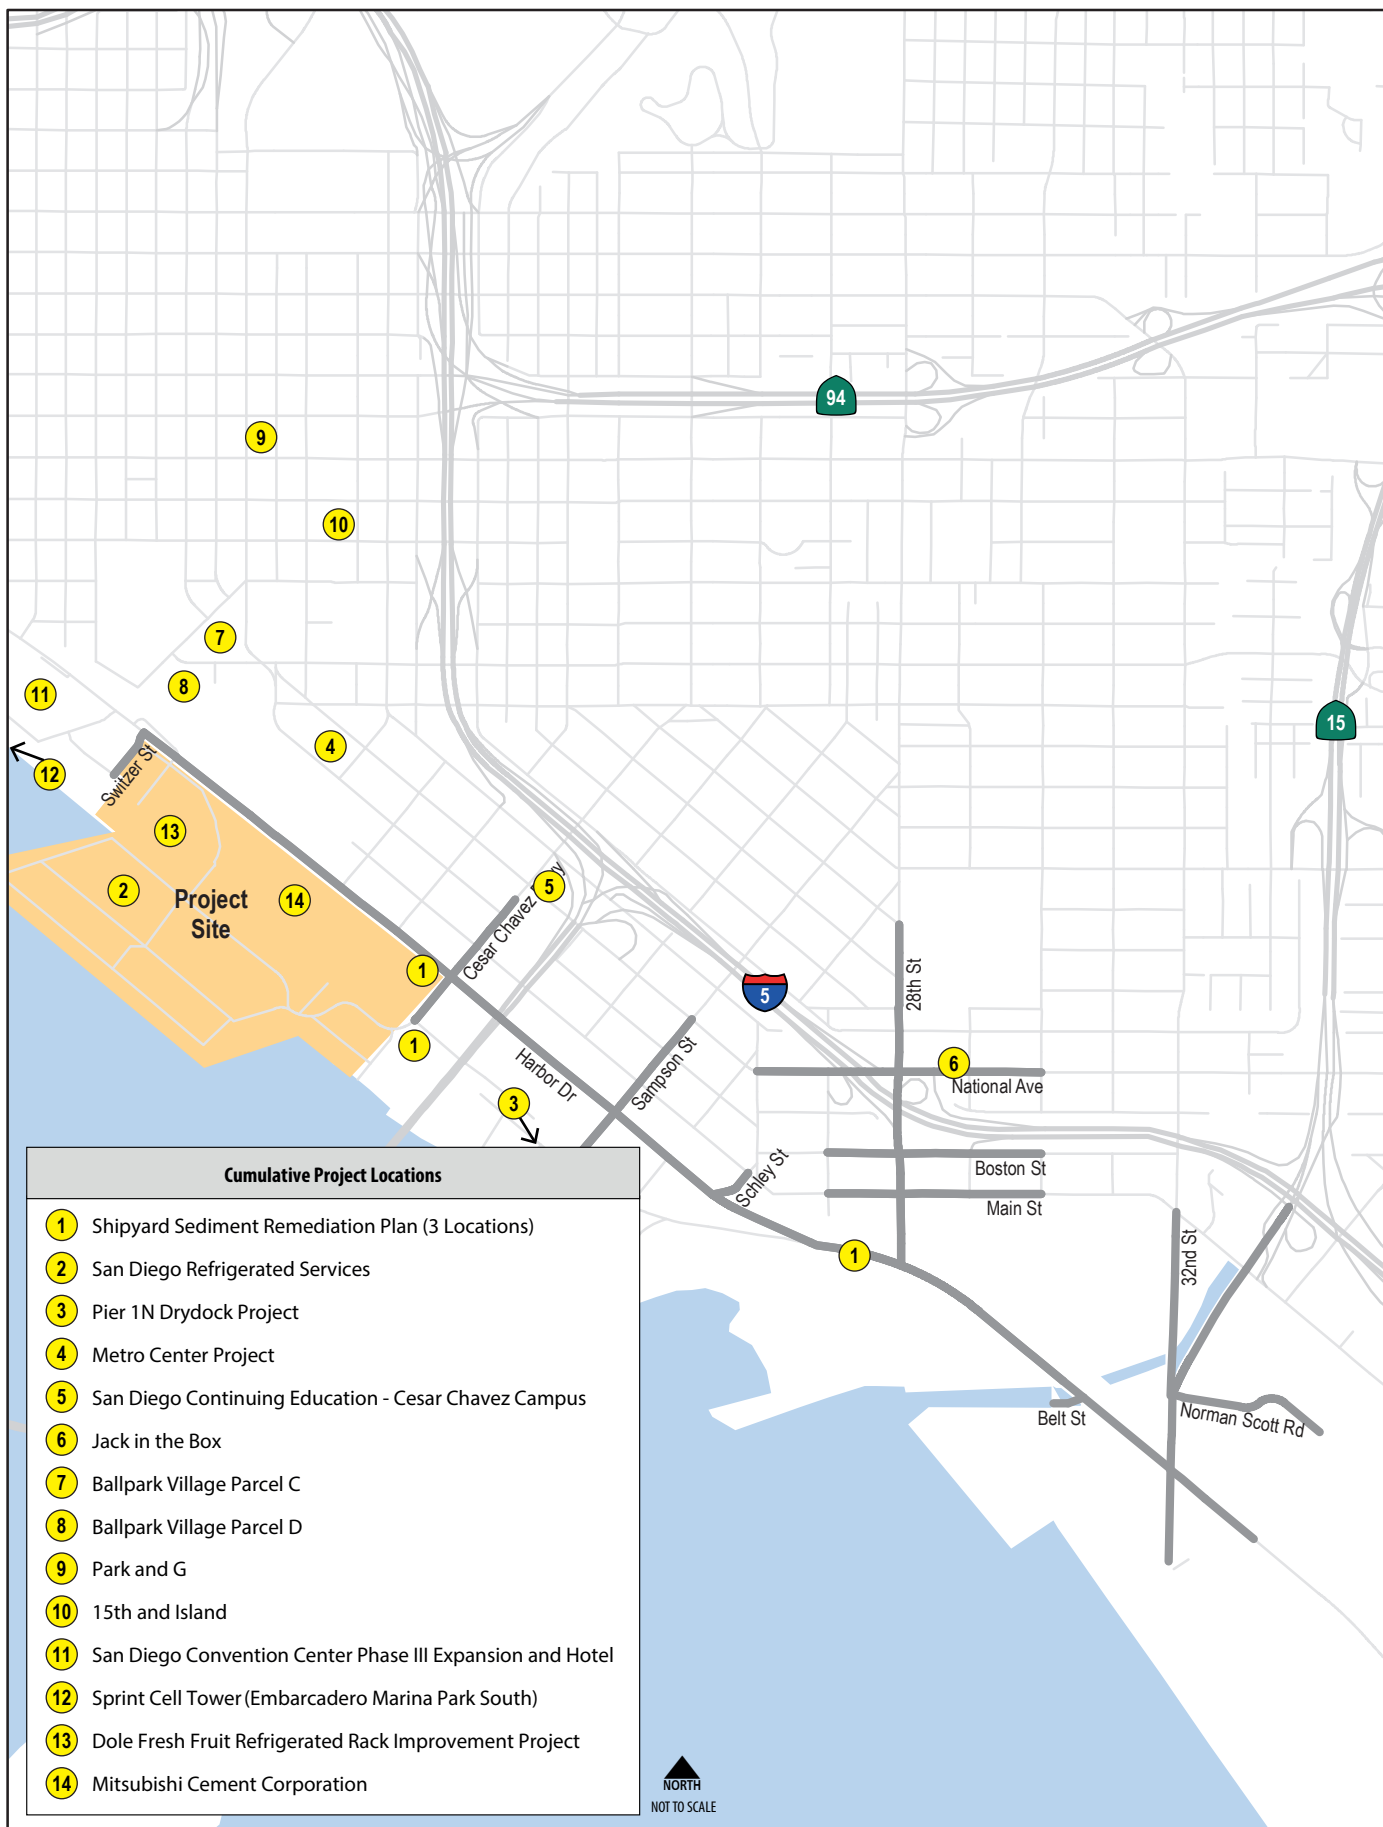 94
9
10
7
8
11
15
4
12
Switzer St
13
2
Project
Site
14
5
Cesar Chavez
1
28th St
5
1
Harbor Dr
Sampson St
6
National Ave
3
Schley St
Boston St
Main St
1
32nd St
Belt St
Norman Scott Rd
Cumulative Project Locations
1 Shipyard Sediment Remediation Plan (3 Locations)
2 San Diego Refrigerated Services
3 Pier 1N Drydock Project
4 Metro Center Project
5 San Diego Continuing Education - Cesar Chavez Campus
6 Jack in the Box
7 Ballpark Village Parcel C
8 Ballpark Village Parcel D
9 Park and G
10 15th and Island
11 San Diego Convention Center Phase III Expansion and Hotel
12 Sprint Cell Tower (Embarcadero Marina Park South)
13 Dole Fresh Fruit Refrigerated Rack Improvement Project
14 Mitsubishi Cement Corporation
NORTH
NOT TO SCALE